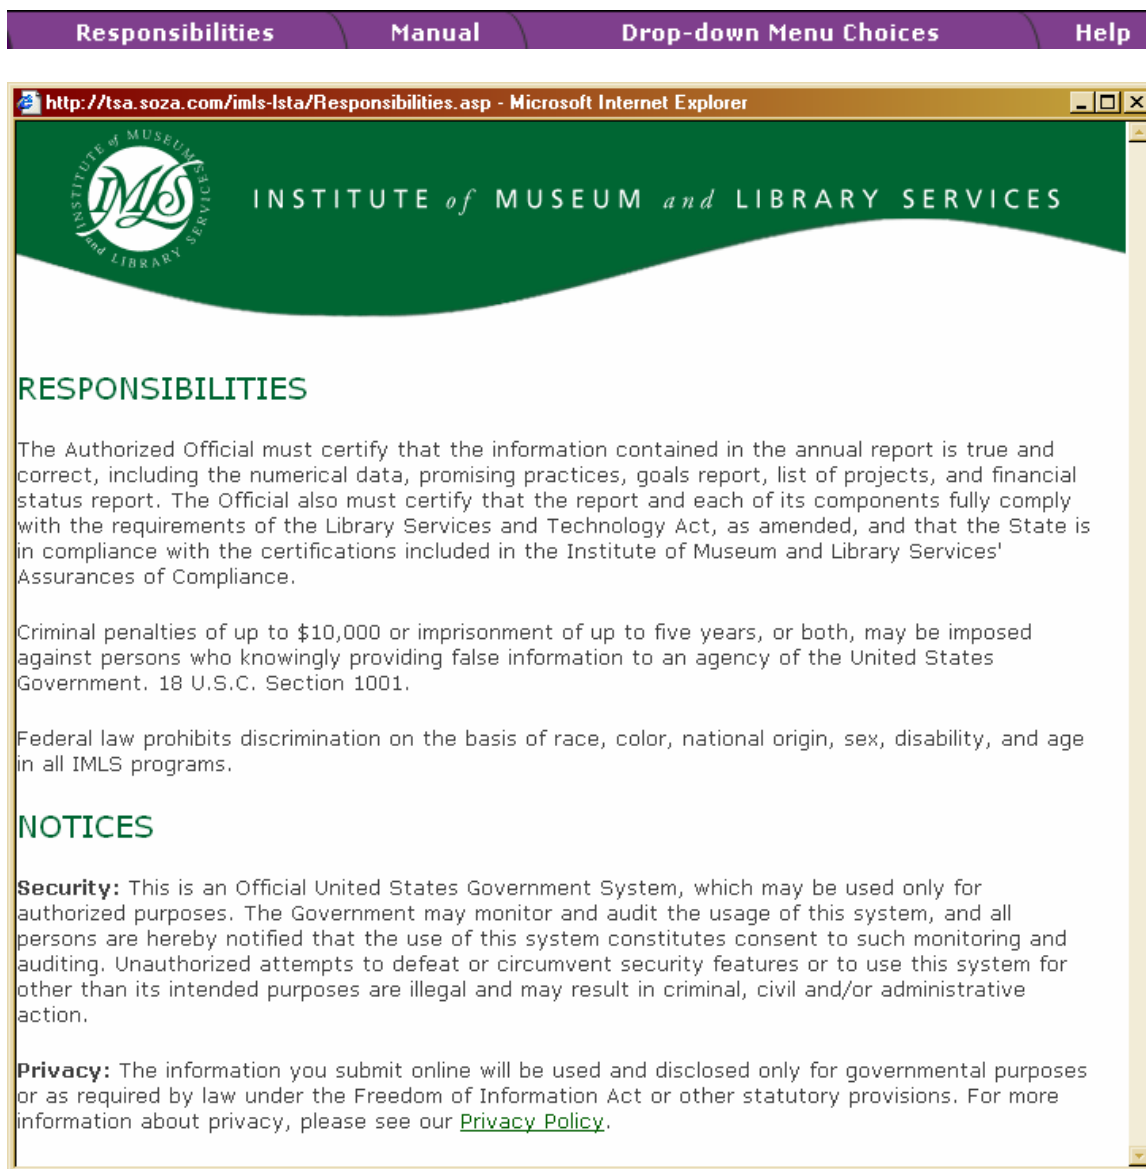 Responsibilities Manual Drop-down Menu Choices Help
http://tsa.soza.com/imls-lsta/Responsibilities.asp - Microsoft Internet Explorer
INSTITUTE of MUSEUM and LIBRARY SERVICES
IMLS
INSTITUTE of MUSEUM and LIBRARY SERVICES
RESPONSIBILITIES
The Authorized Official must certify that the information contained in the annual report is true and
correct, including the numerical data, promising practices, goals report, list of projects, and financial
status report. The Official also must certify that the report and each of its components fully comply
with the requirements of the Library Services and Technology Act, as amended, and that the State is
in compliance with the certifications included in the Institute of Museum and Library Services'
Assurances of Compliance.
Criminal penalties of up to $10,000 or imprisonment of up to five years, or both, may be imposed
against persons who knowingly providing false information to an agency of the United States
Government. 18 U.S.C. Section 1001.
Federal law prohibits discrimination on the basis of race, color, national origin, sex, disability, and age
in all IMLS programs.
NOTICES
Security: This is an Official United States Government System, which may be used only for
authorized purposes. The Government may monitor and audit the usage of this system, and all
persons are hereby notified that the use of this system constitutes consent to such monitoring and
auditing. Unauthorized attempts to defeat or circumvent security features or to use this system for
other than its intended purposes are illegal and may result in criminal, civil and/or administrative
action.
Privacy: The information you submit online will be used and disclosed only for governmental purposes
or as required by law under the Freedom of Information Act or other statutory provisions. For more
information about privacy, please see our Privacy Policy.